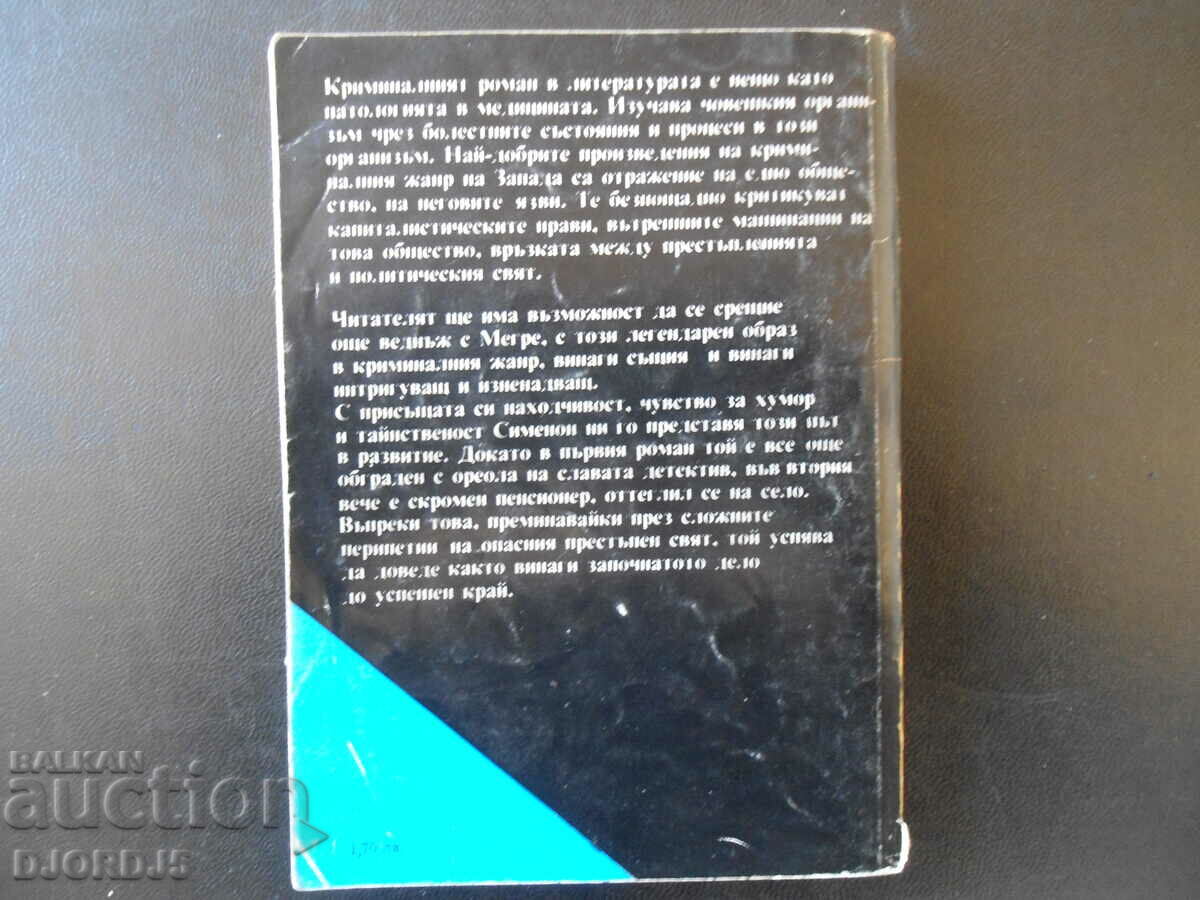 Криминалният роман в литературата е нещо като
патологията в медицината. Изучава човешкия органи-
зъм чрез болестните състояния и процеси в този
организъм. Най-добрите произведения на крими-
налния жанр на Запада са отражение на едно обще-
ство, на неговите язви. Те безпощадно критикуват
капиталистическите нрави, вътрешните машинации на
това общество, връзката между престъпленията
и политическия свят.
Читателят ще има възможност да се срещне
още веднъж с Мегре, с този легендарен образ
в криминалния жанр, винаги същия и винаги
интригуващ и изненадващ.
С присъщата си находчивост, чувство за хумор
и тайнственост Сименон ни го представя този път
в развитие. Докато в първия роман той е все още
обграден с ореола на славата детектив, във втория
вече е скромен пенсионер, оттеглил се на село.
Въпреки това, преминавайки през сложните
перипетии на опасния престъпен свят, той успява
да доведе както винаги започнатото дело
до успешен край.
1,76 лв.
BALKAN
auction
DJORDJ5